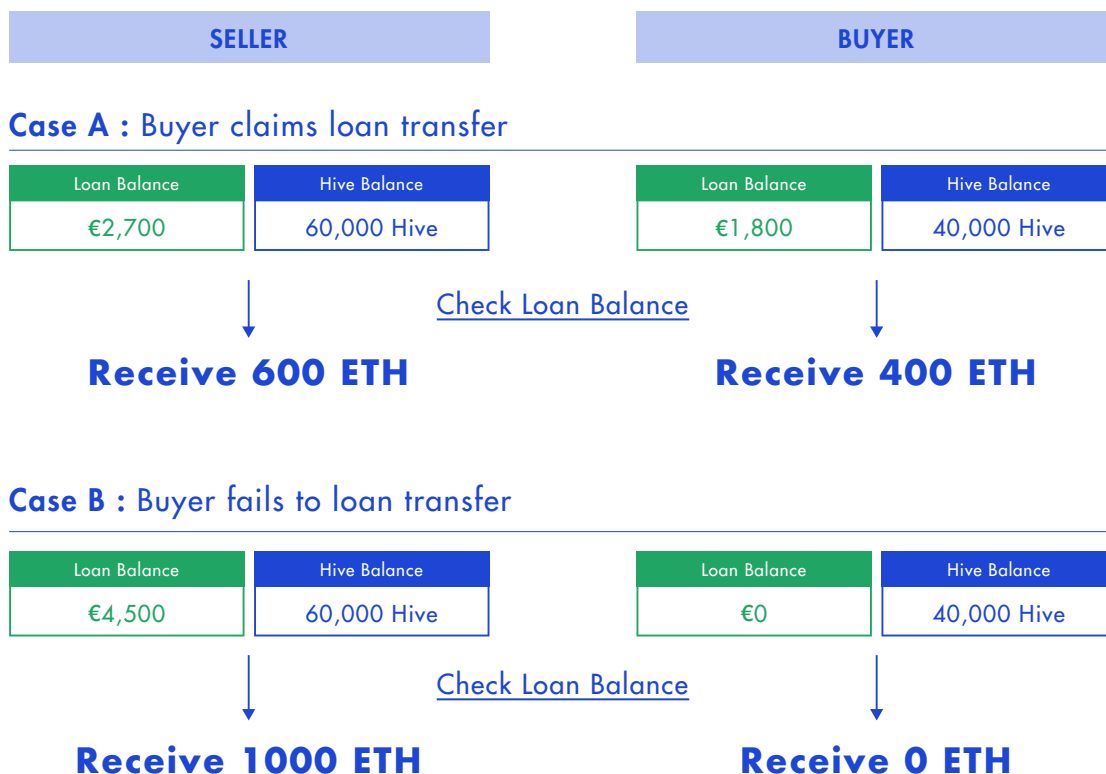 SELLER
BUYER
Case A : Buyer claims loan transfer
Loan Balance
Hive Balance
Loan Balance
Hive Balance
€2,700
60,000 Hive
€1,800
40,000 Hive
Check Loan Balance
Receive 600 ETH
Receive 400 ETH
Case B : Buyer fails to loan transfer
Loan Balance
Hive Balance
Loan Balance
Hive Balance
€4,500
60,000 Hive
€0
40,000 Hive
Check Loan Balance
Receive 1000 ETH
Receive 0 ETH